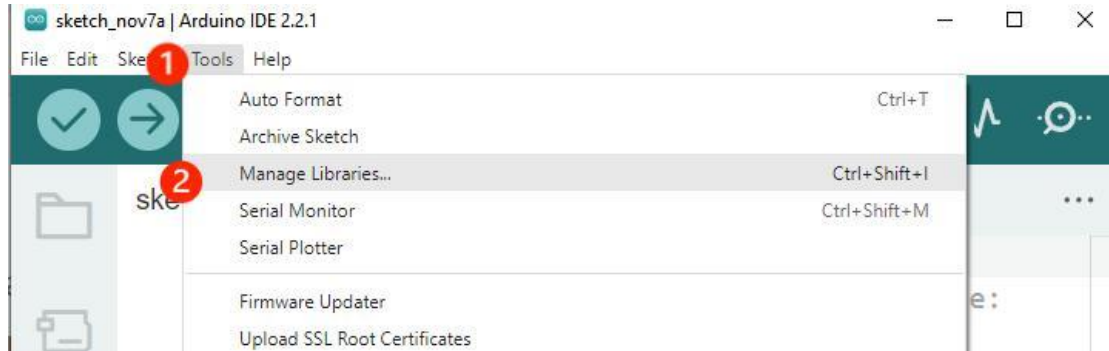 sketch_nov7a | Arduino IDE 2.2.1
File Edit Ske 1 Tools Help
Auto Format Ctrl+T
Archive Sketch
2 Manage Libraries... Ctrl+Shift+I
ske
Serial Monitor Ctrl+Shift+M
Serial Plotter
Firmware Updater
e:
Upload SSL Root Certificates